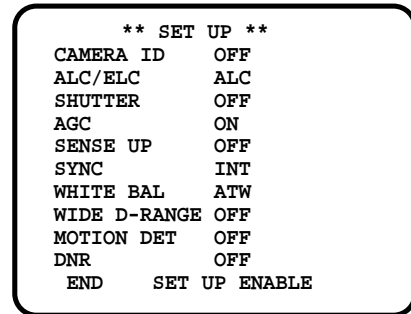 ** SET UP **
CAMERA ID OFF
ALC/ELC ALC
SHUTTER OFF
AGC ON
SENSE UP OFF
SYNC INT
WHITE BAL ATW
WIDE D-RANGE OFF
MOTION DET OFF
DNR OFF
END SET UP ENABLE